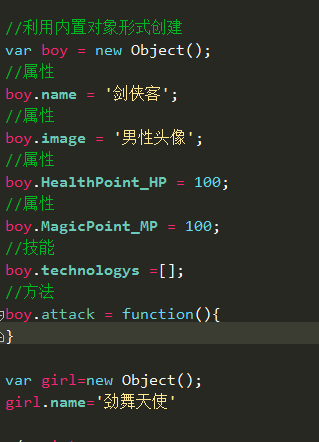 //利用内置对象形式创建
var boy = new Object();
//属性
boy.name = '剑侠客';
//属性
boy.image = '男性头像';
//属性
boy.HealthPoint_HP = 100;
//属性
boy.MagicPoint_MP = 100;
//技能
boy.technologys =[];
//方法
boy.attack = function(){
}
var girl=new Object();
girl.name='劲舞天使'